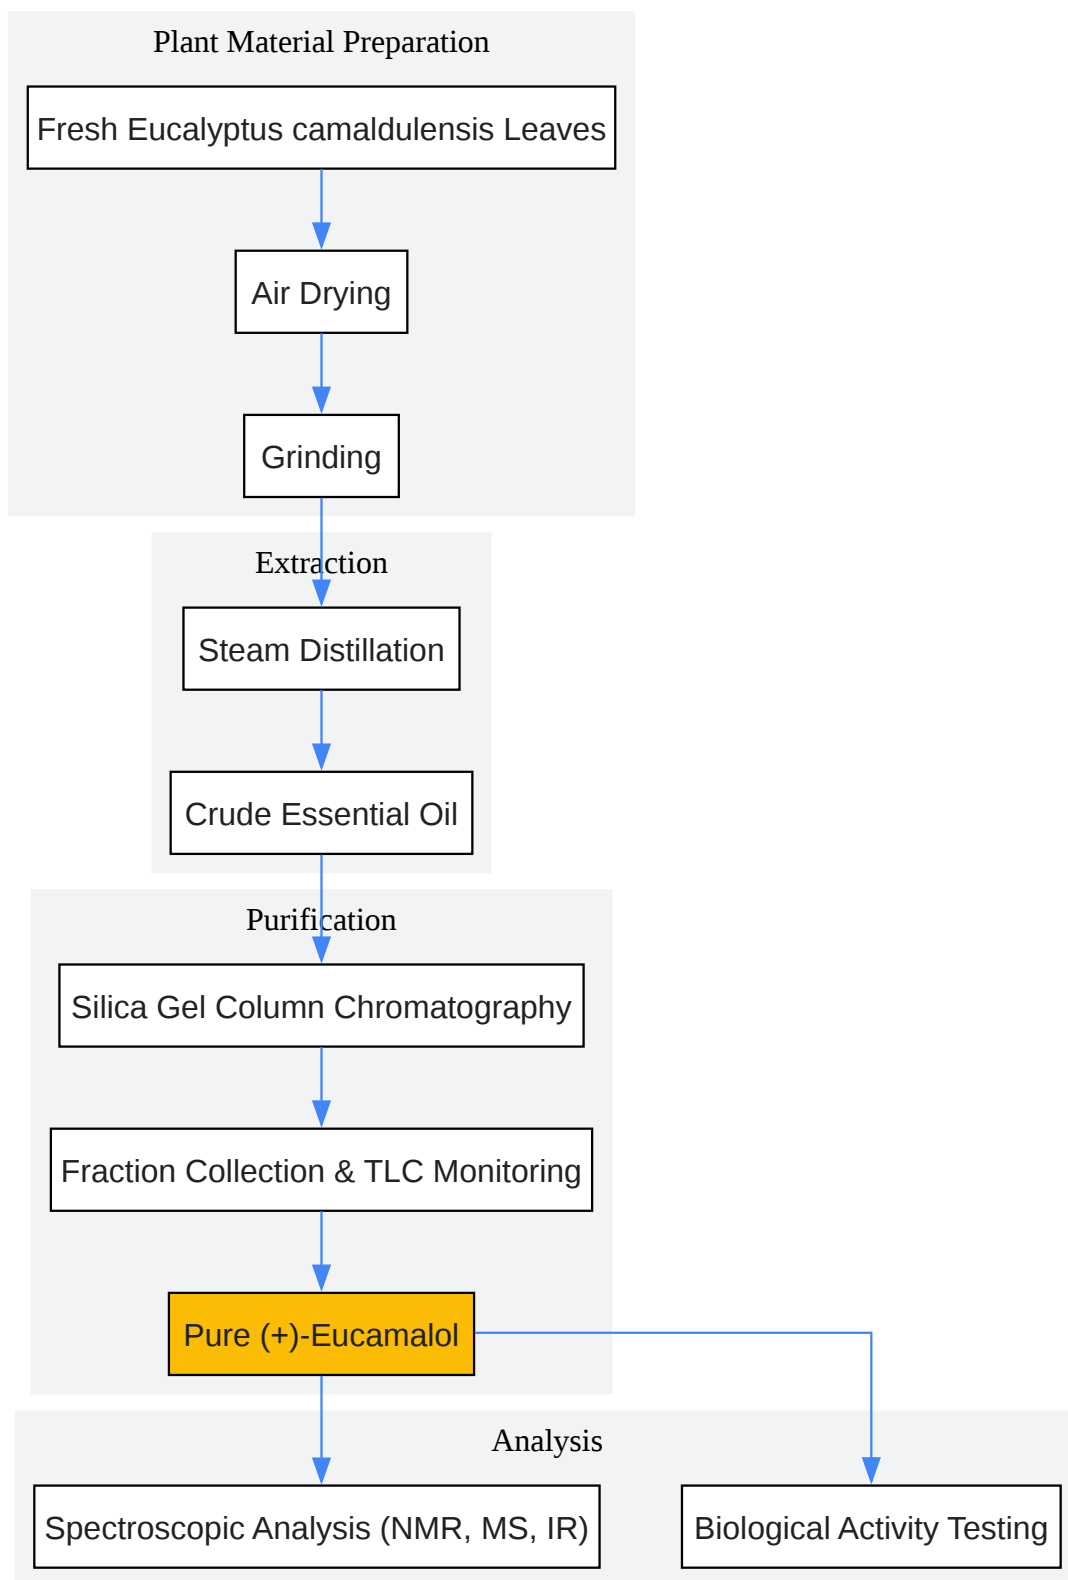 Plant Material Preparation
Fresh Eucalyptus camaldulensis Leaves
Air Drying
Grinding
Extraction
Steam Distillation
Crude Essential Oil
Purification
Silica Gel Column Chromatography
Fraction Collection & TLC Monitoring
Pure (+)-Eucamalol
Analysis
Spectroscopic Analysis (NMR, MS, IR)
Biological Activity Testing